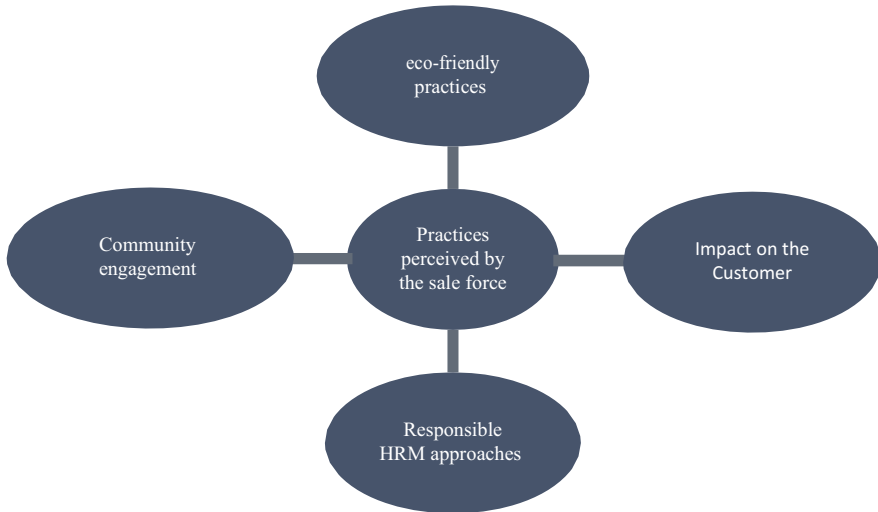 eco-friendly
practices
Community
engagement
Practices
perceived by
the sale force
Impact on the
Customer
Responsible
HRM approaches